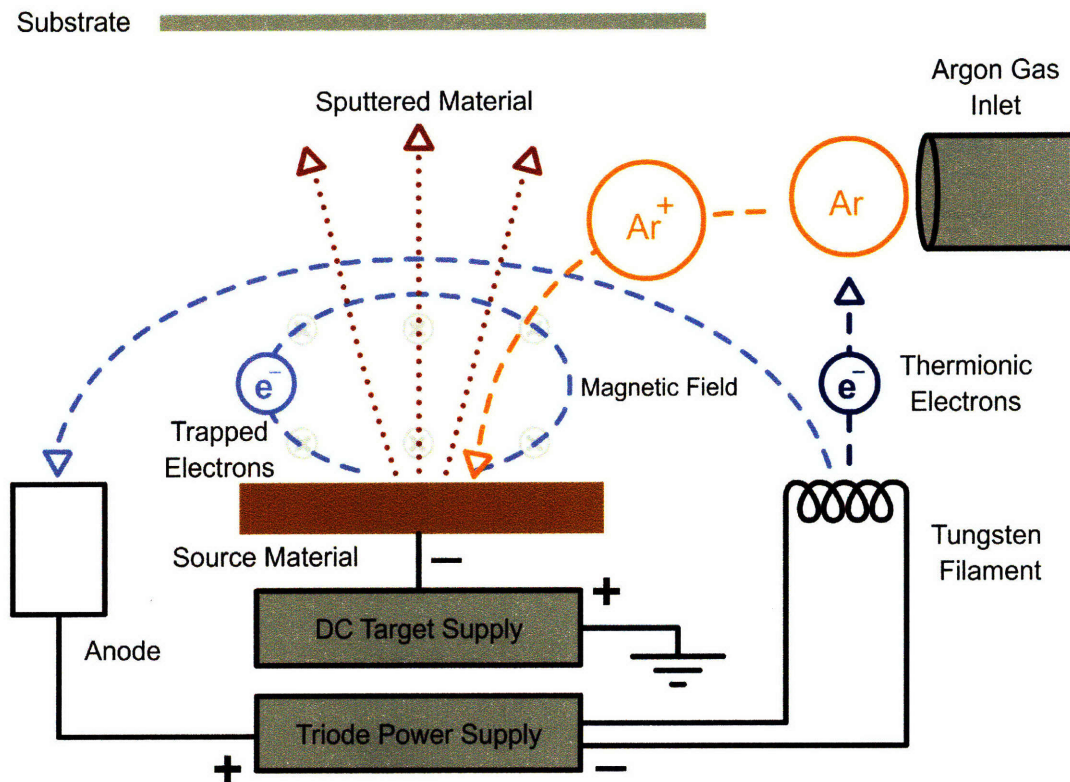 Substrate
Argon Gas
Inlet
Sputtered Material
Ar+
Ar
e−
Magnetic Field
e−
Thermionic
Electrons
Trapped
Electrons
Source Material
−
+
Tungsten
Filament
DC Target Supply
Anode
Triode Power Supply
+
−